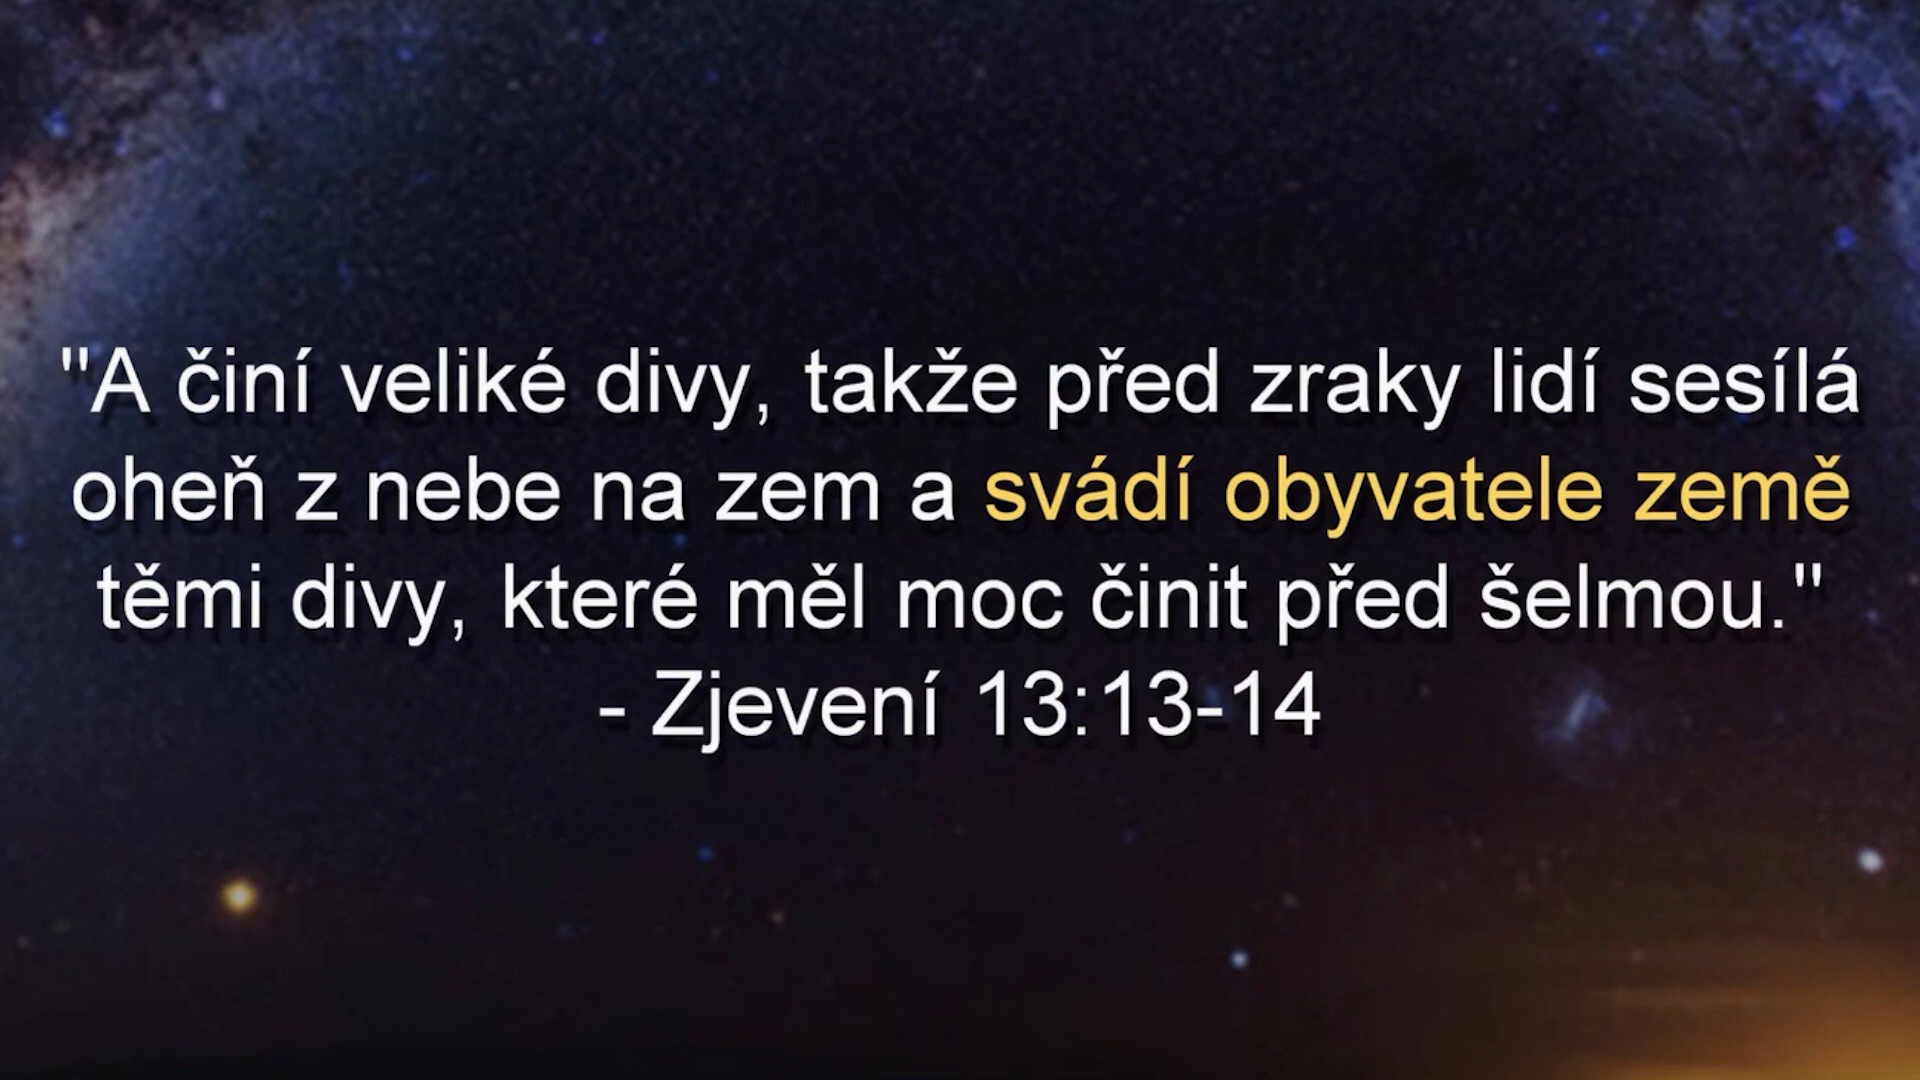 "A činí veliké divy, takže před zraky lidí sesílá
oheň z nebe na zem a svádí obyvatele země
těmi divy, které měl moc činit před šelmou."
- Zjevení 13:13-14